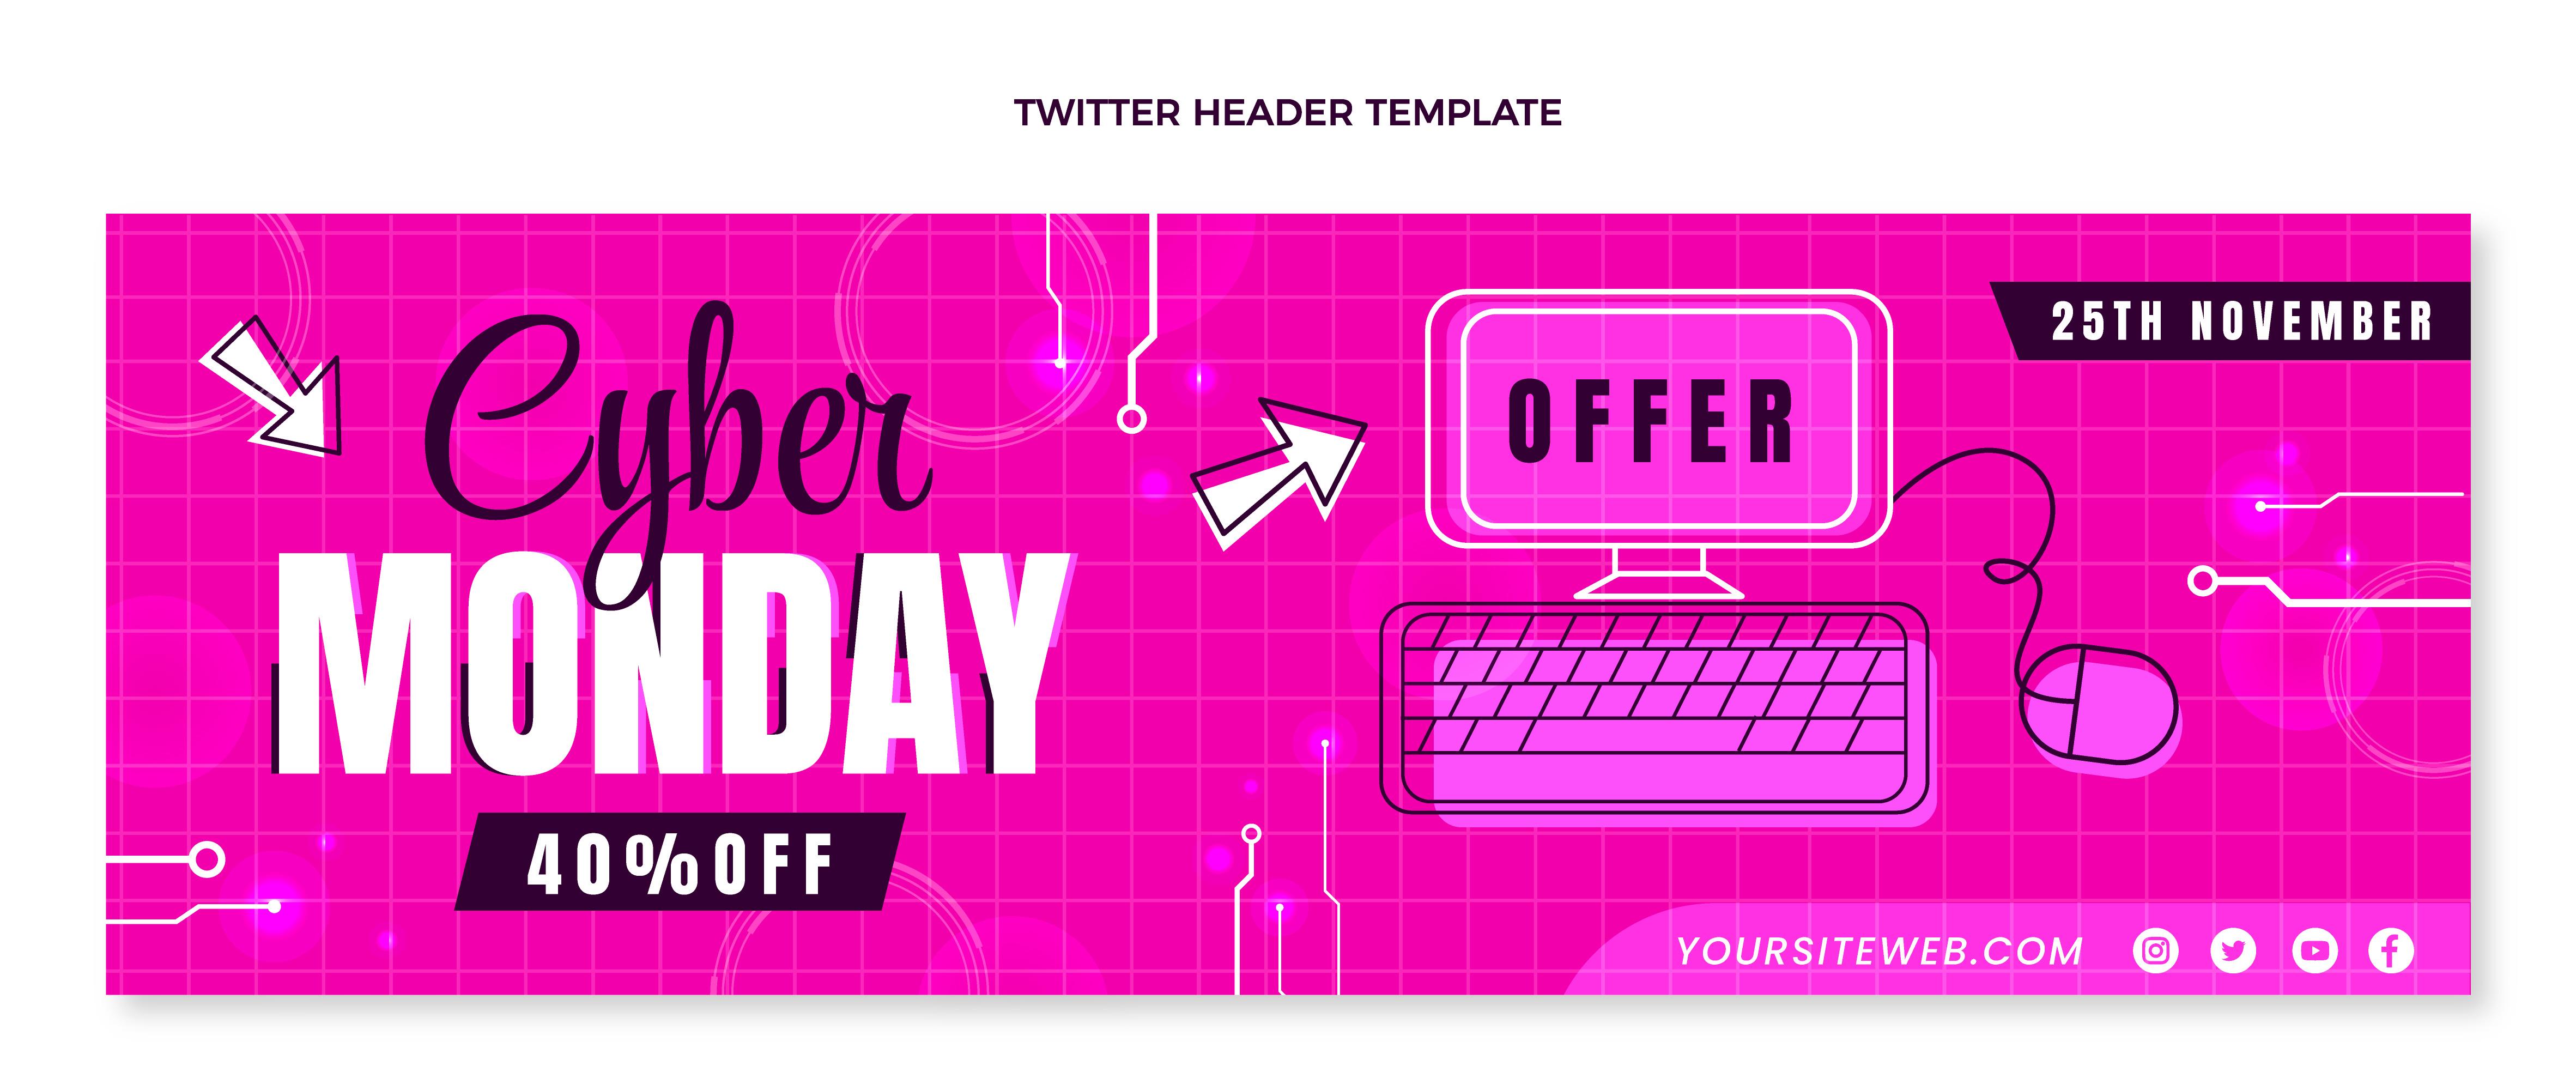 TWITTER HEADER TEMPLATE
Cyber
MONDAY
40%OFF
OFFER
25TH NOVEMBER
YOURSITEWEB.COM